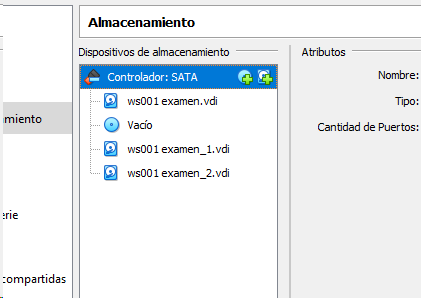 Almacenamiento
Dispositivos de almacenamiento
Controlador: SATA
ws001 examen.vdi
Vacío
ws001 examen_1.vdi
ws001 examen_2.vdi
Atributos
Nombre:
Tipo:
Cantidad de Puertos:
amiento
erie
compartidas